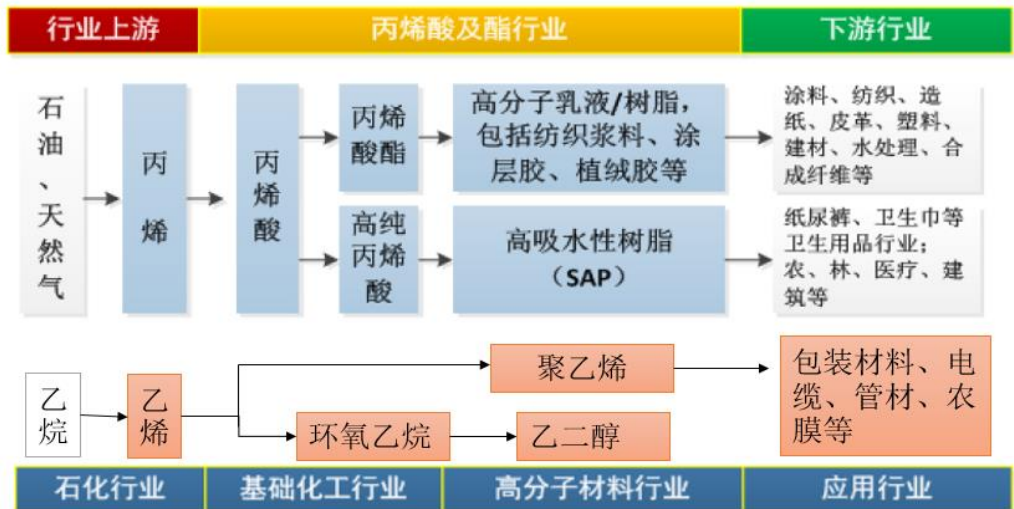 行业上游
丙烯酸及酯行业
下游行业
石
油
、
天
然
气
丙
烯
丙
烯
酸
丙烯
酸酯
高分子乳液/树脂，
包括纺织浆料、涂
层胶、植绒胶等
涂料、纺织、造
纸、皮革、塑料、
建材、水处理、合
成纤维等
高纯
丙烯
酸
高吸水性树脂
（SAP）
纸尿裤、卫生巾等
卫生用品行业；
农、林、医疗、建
筑等
乙
烷
乙
烯
聚乙烯
包装材料、电
缆、管材、农
膜等
环氧乙烷
乙二醇
石化行业
基础化工行业
高分子材料行业
应用行业